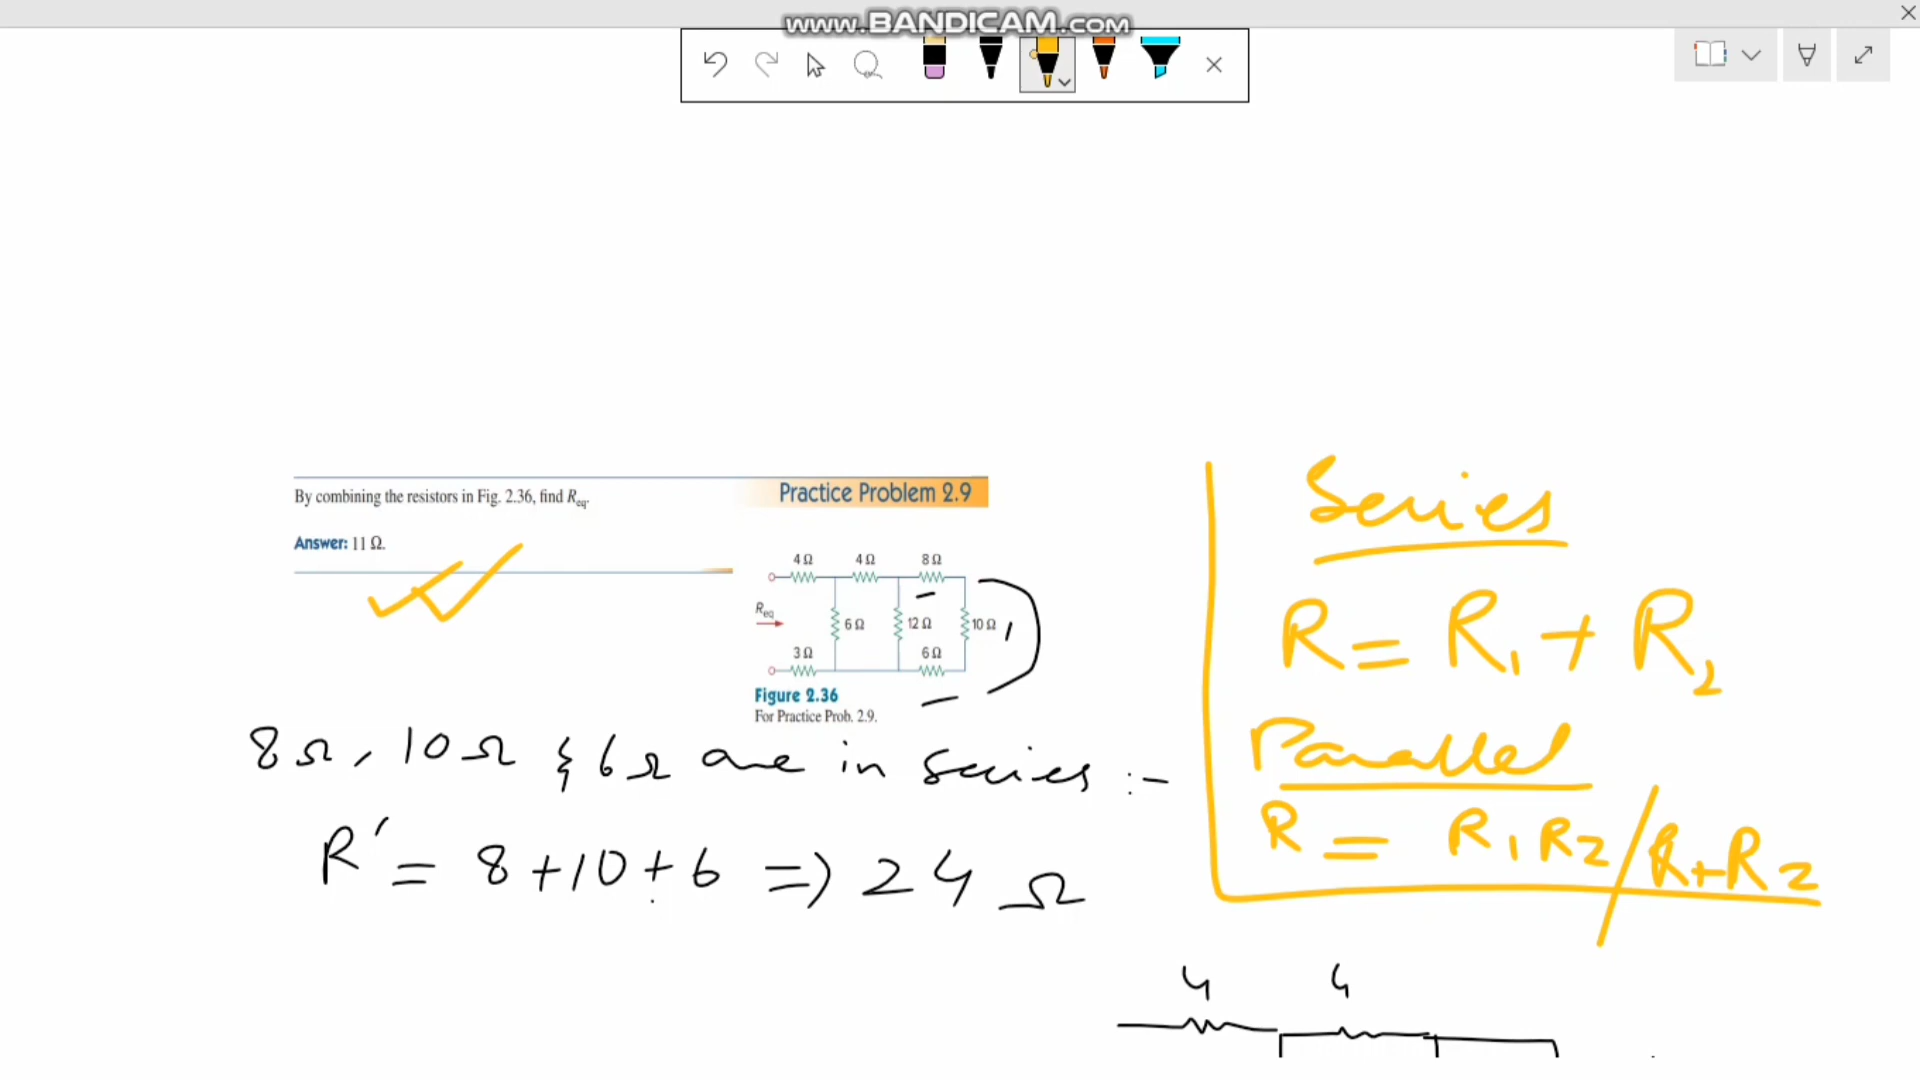 www.BANDICAM.com
By combining the resistors in Fig. 2.36, find Req.
Answer: 11 Ω.
Practice Problem 2.9
4 Ω 4 Ω 8 Ω
Req
6 Ω 12 Ω 10 Ω
3 Ω 6 Ω
Figure 2.36
For Practice Prob. 2.9.
8Ω, 10Ω & 6Ω are in series :-
R' = 8+10+6 => 24 Ω
Series
R = R1 + R2
Parallel
R = R1R2/R+R2
4 4